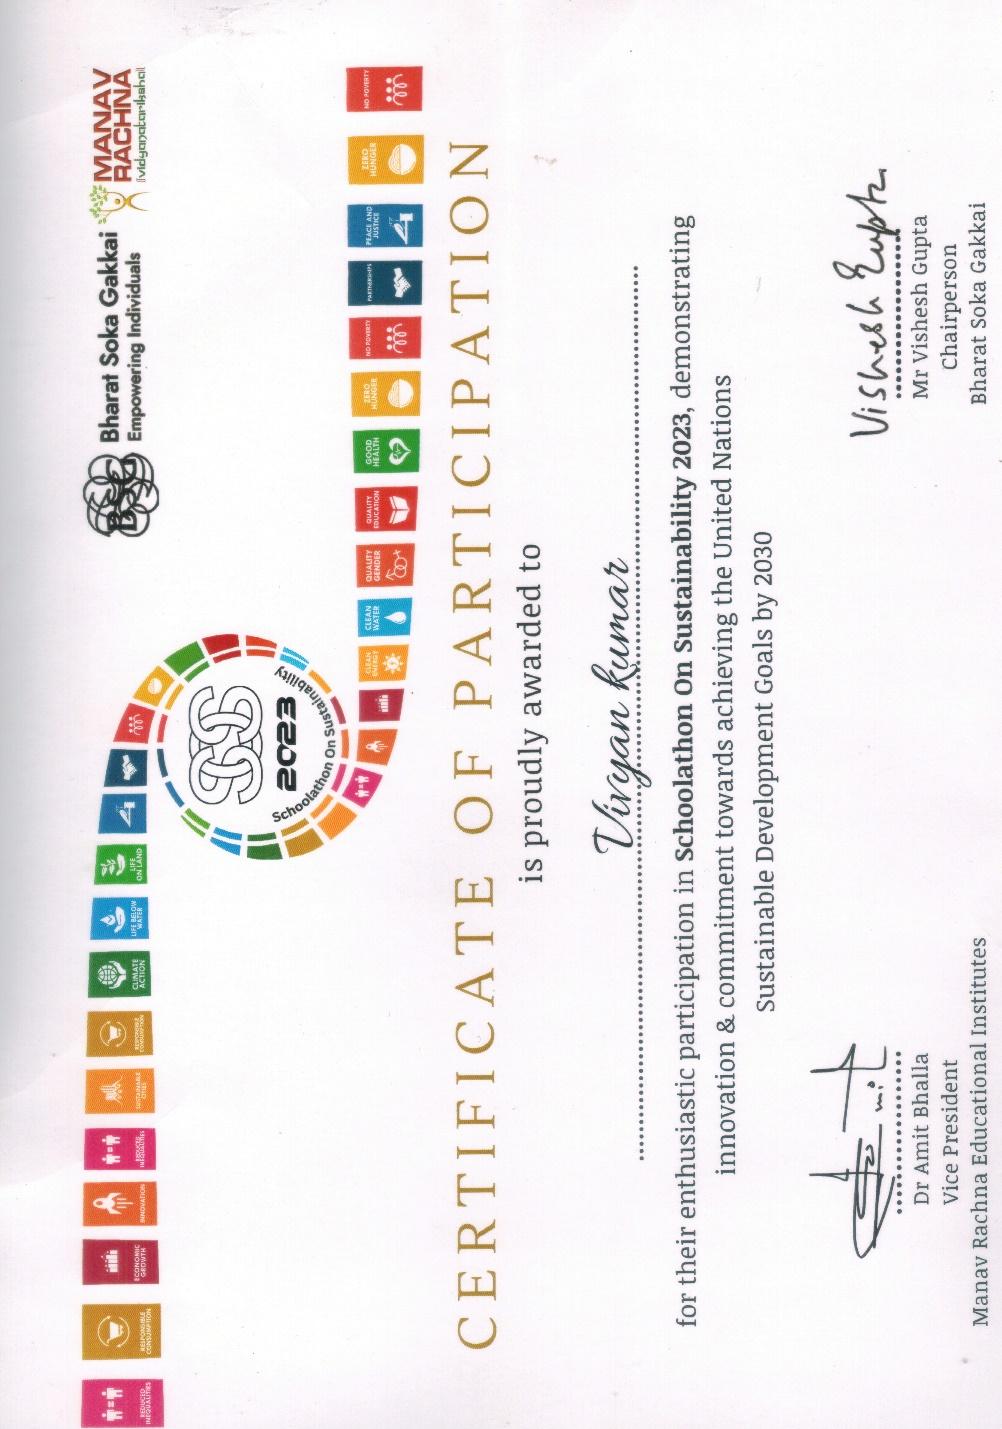 REDUCED INEQUALITIES
RESPONSIBLE CONSUMPTION
ECONOMIC GROWTH
INNOVATION
REDUCED INEQUALITIES
SUSTAINABLE CITIES
RESPONSIBLE CONSUMPTION
CLIMATE ACTION
LIFE BELOW WATER
LIFE ON LAND
BSG
Bharat Soka Gakkai
Empowering Individuals
MANAV
RACHNA
vidyanatariksha
SOS
2023
Schoolathon On Sustainability
CLEAN ENERGY
CLEAN WATER
QUALITY GENDER
QUALITY EDUCATION
GOOD HEALTH
ZERO HUNGER
NO POVERTY
PARTNERSHIPS
PEACE AND JUSTICE
ZERO HUNGER
NO POVERTY
CERTIFICATE OF PARTICIPATION
is proudly awarded to
Vivyan kumar
for their enthusiastic participation in Schoolathon On Sustainability 2023, demonstrating
innovation & commitment towards achieving the United Nations
Sustainable Development Goals by 2030
Amit
Dr Amit Bhalla
Vice President
Manav Rachna Educational Institutes
Vishesh Gupta
Mr Vishesh Gupta
Chairperson
Bharat Soka Gakkai